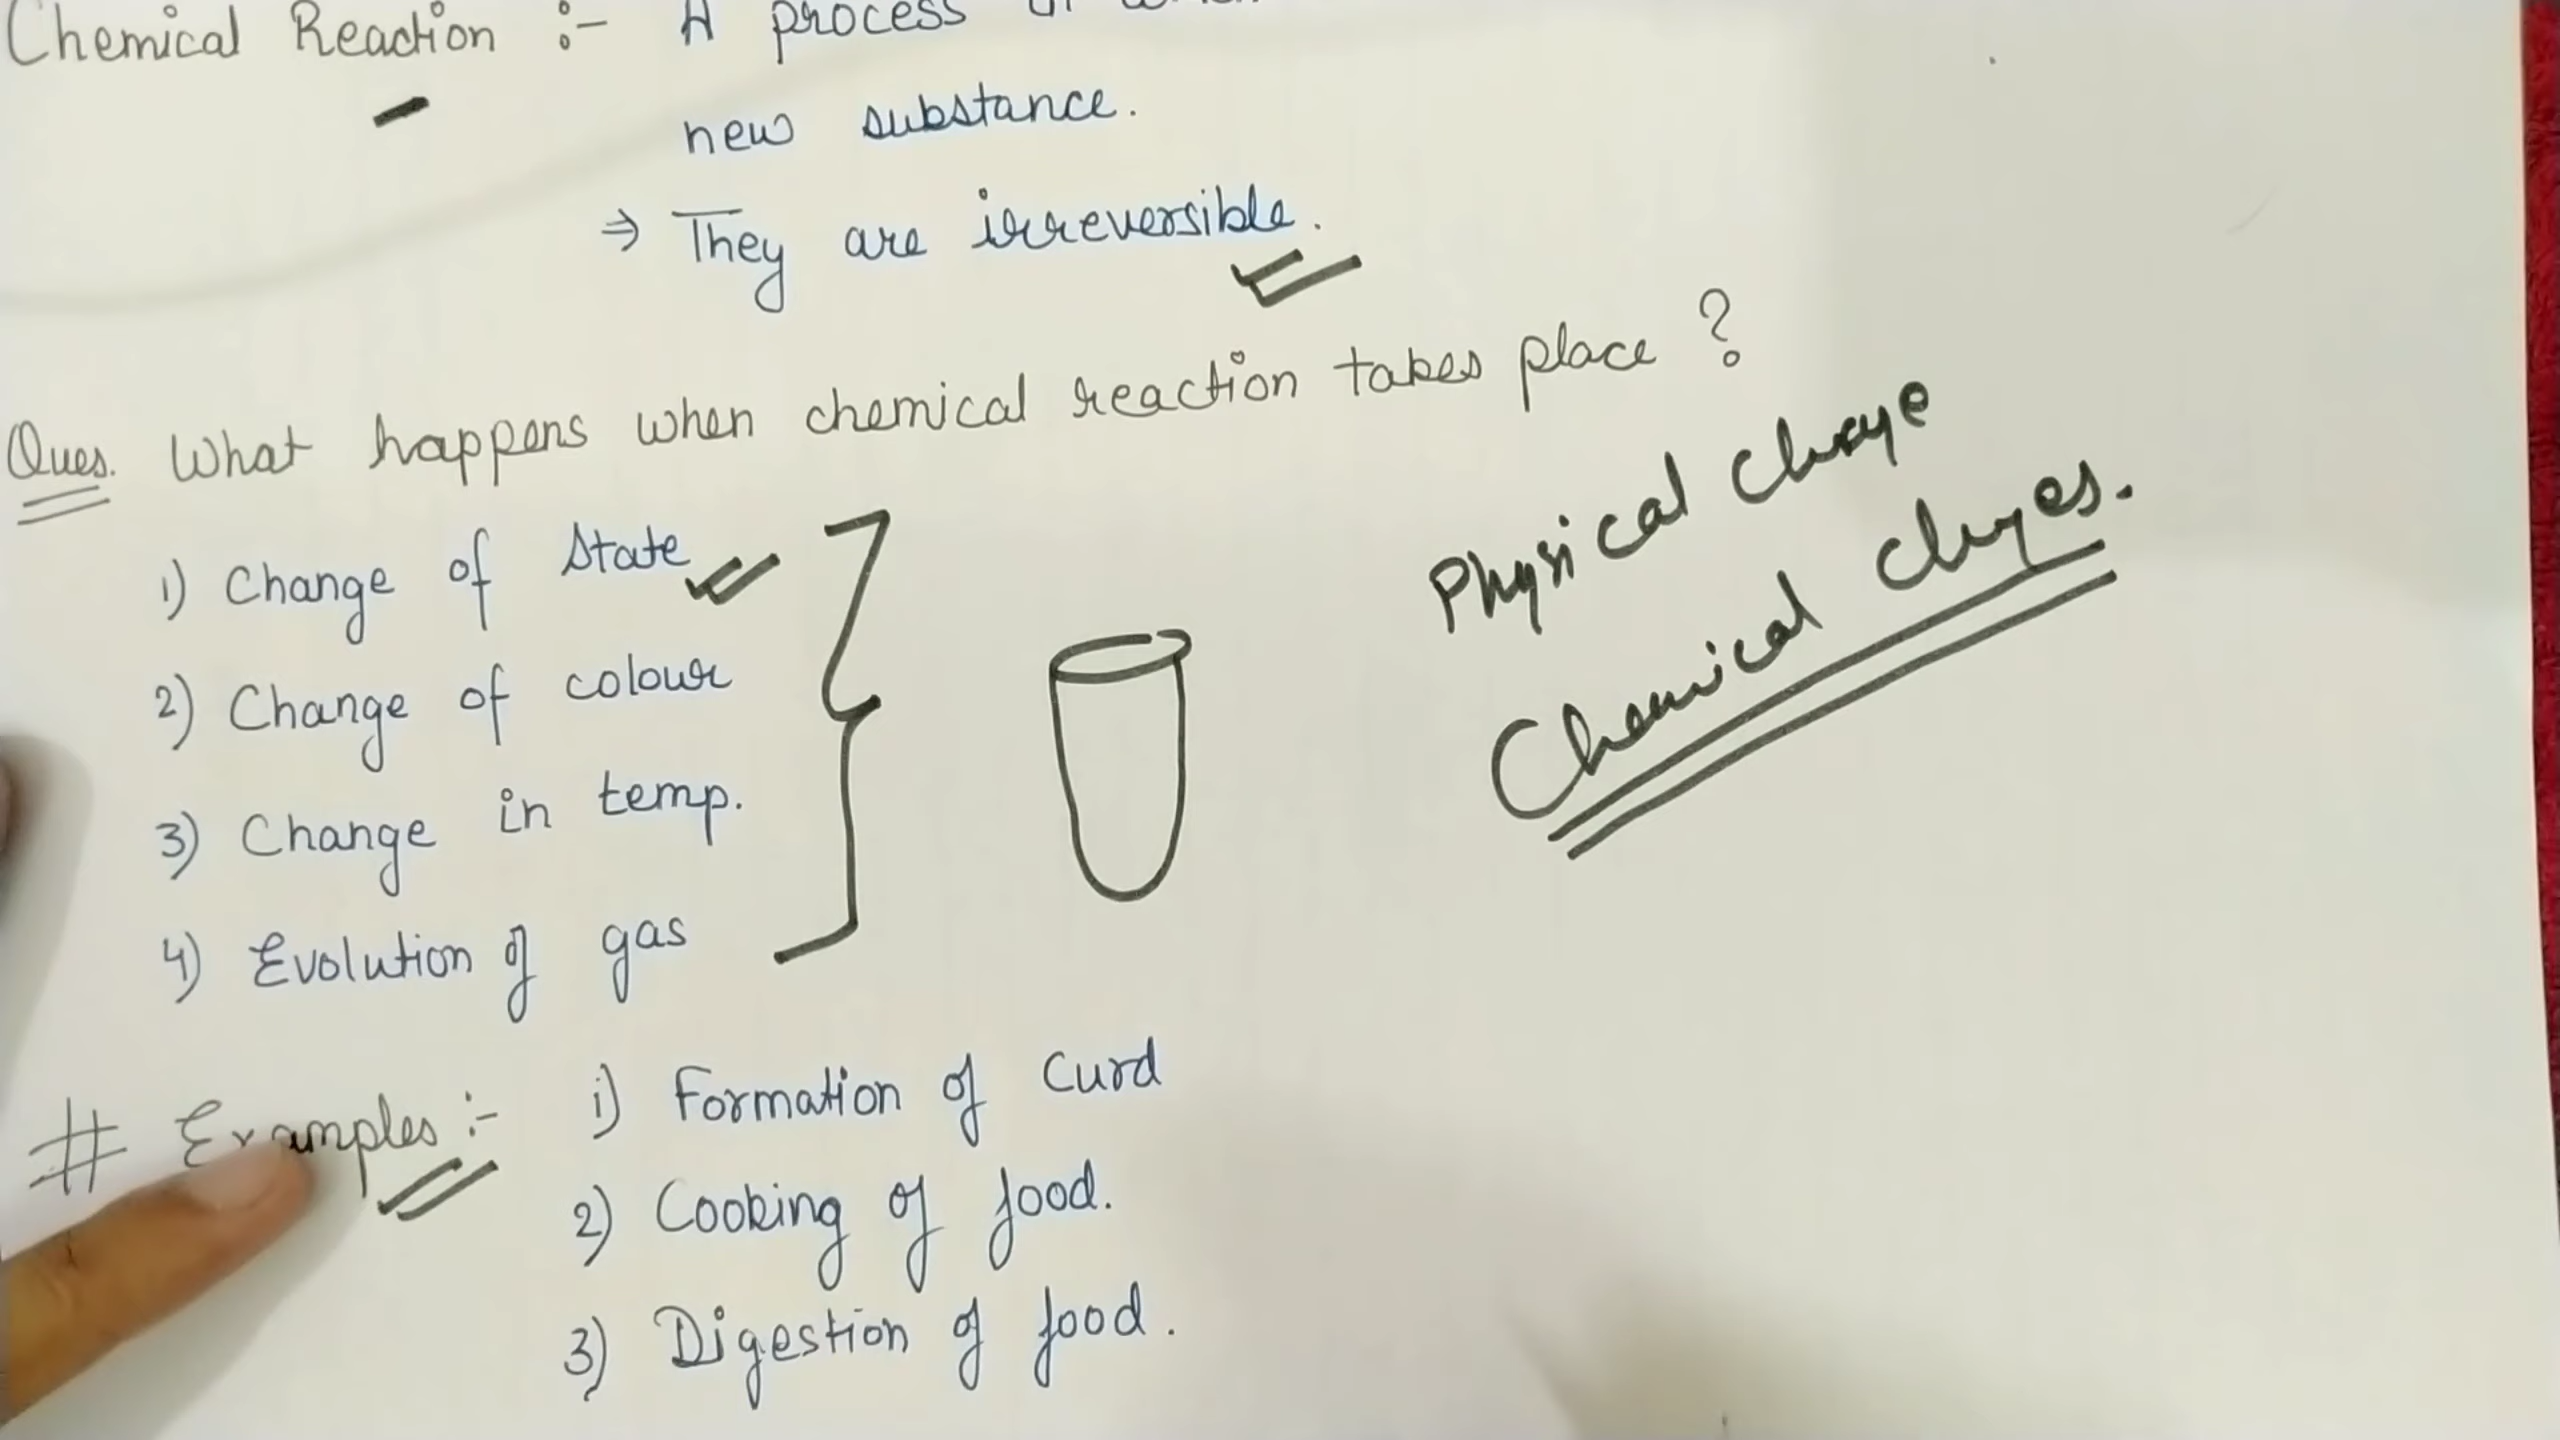 Chemical Reaction :- A process
new substance.
⇒ They are irreversible.
Ques. What happens when chemical reaction takes place ?
1) Change of state
2) Change of colour
3) Change in temp.
4) Evolution of gas
Physical change
Chemical changes.
# Examples :- i) Formation of Curd
2) Cooking of food.
3) Digestion of food.